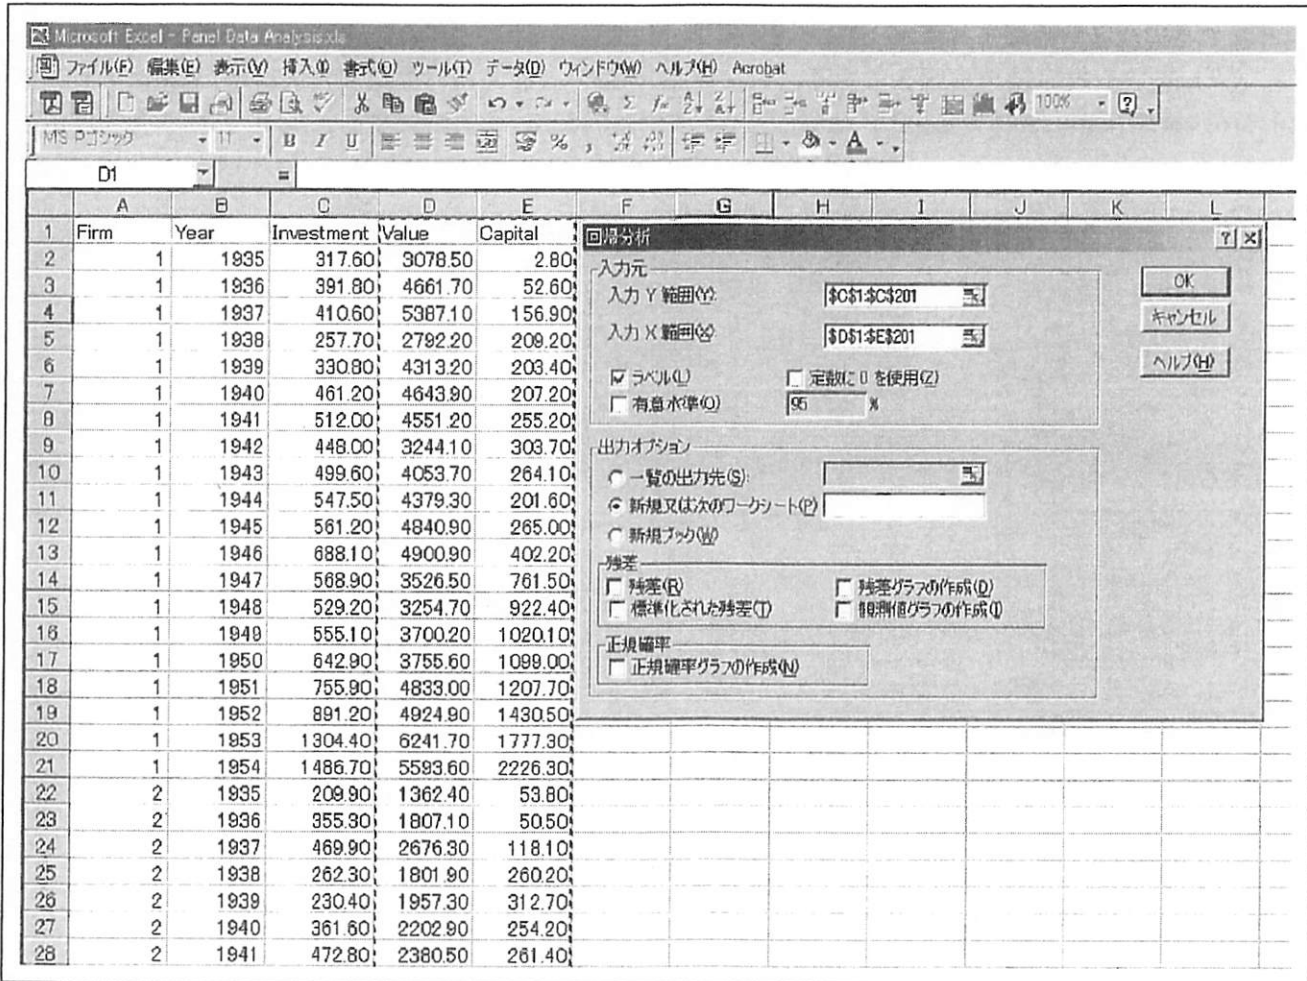 Microsoft Excel - Panel Data Analysis.xls
ファイル(F) 編集(E) 表示(V) 挿入(I) 書式(O) ツール(T) データ(D) ウィンドウ(W) ヘルプ(H) Acrobat
100%
MS Pゴシック 11 B I U % ,
D1 =
A B C D E F G H I J K L
1 Firm Year Investment Value Capital
2 1 1935 317.60 3078.50 2.80
3 1 1936 391.80 4661.70 52.60
4 1 1937 410.60 5387.10 156.90
5 1 1938 257.70 2792.20 209.20
6 1 1939 330.80 4313.20 203.40
7 1 1940 461.20 4643.90 207.20
8 1 1941 512.00 4551.20 255.20
9 1 1942 448.00 3244.10 303.70
10 1 1943 499.60 4053.70 264.10
11 1 1944 547.50 4379.30 201.60
12 1 1945 561.20 4840.90 265.00
13 1 1946 688.10 4900.90 402.20
14 1 1947 568.90 3526.50 761.50
15 1 1948 529.20 3254.70 922.40
16 1 1949 555.10 3700.20 1020.10
17 1 1950 642.90 3755.60 1099.00
18 1 1951 755.90 4833.00 1207.70
19 1 1952 891.20 4924.90 1430.50
20 1 1953 1304.40 6241.70 1777.30
21 1 1954 1486.70 5593.60 2226.30
22 2 1935 209.90 1362.40 53.80
23 2 1936 355.30 1807.10 50.50
24 2 1937 469.90 2676.30 118.10
25 2 1938 262.30 1801.90 260.20
26 2 1939 230.40 1957.30 312.70
27 2 1940 361.60 2202.90 254.20
28 2 1941 472.80 2380.50 261.40
回帰分析
入力元
入力 Y 範囲(Y): $C$1:$C$201
入力 X 範囲(X): $D$1:$E$201
ラベル(L) 定数に 0 を使用(Z)
有意水準(O) 95 %
OK
キャンセル
ヘルプ(H)
出力オプション
一覧の出力先(S):
新規又は次のワークシート(P)
新規ブック(W)
残差
残差(R) 残差グラフの作成(D)
標準化された残差(T) 観測値グラフの作成(I)
正規確率
正規確率グラフの作成(N)